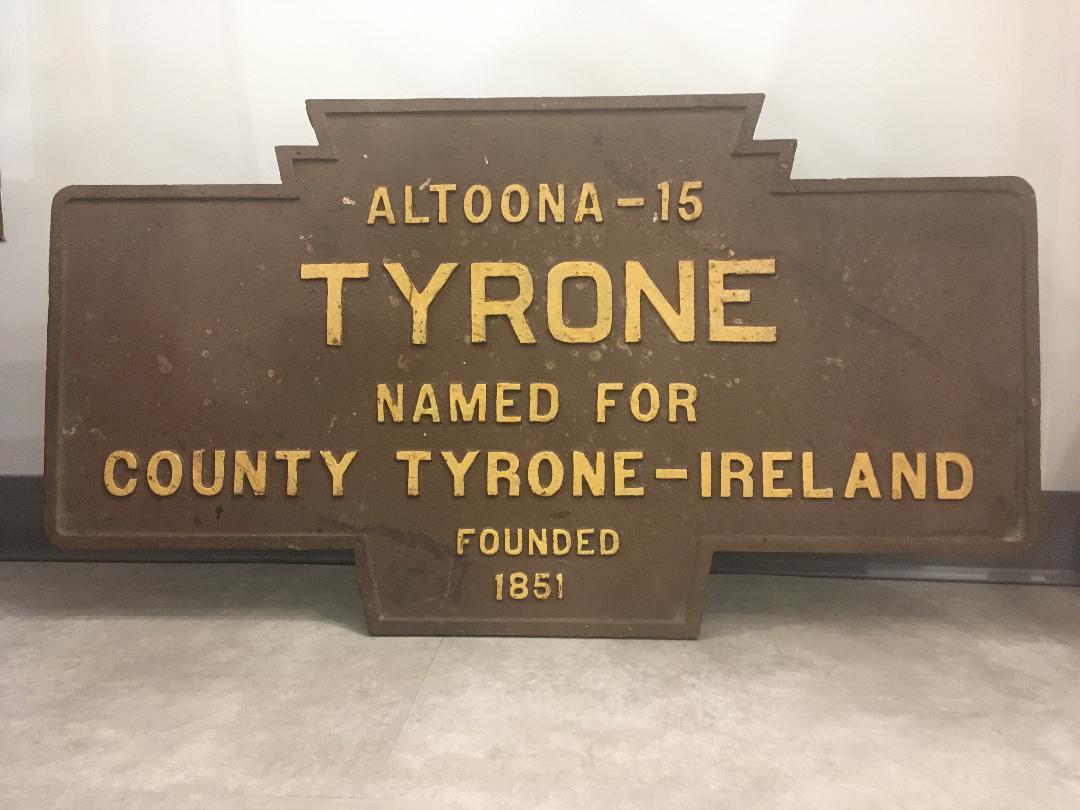 ALTOONA-15
TYRONE
NAMED FOR
COUNTY TYRONE-IRELAND
FOUNDED
1851